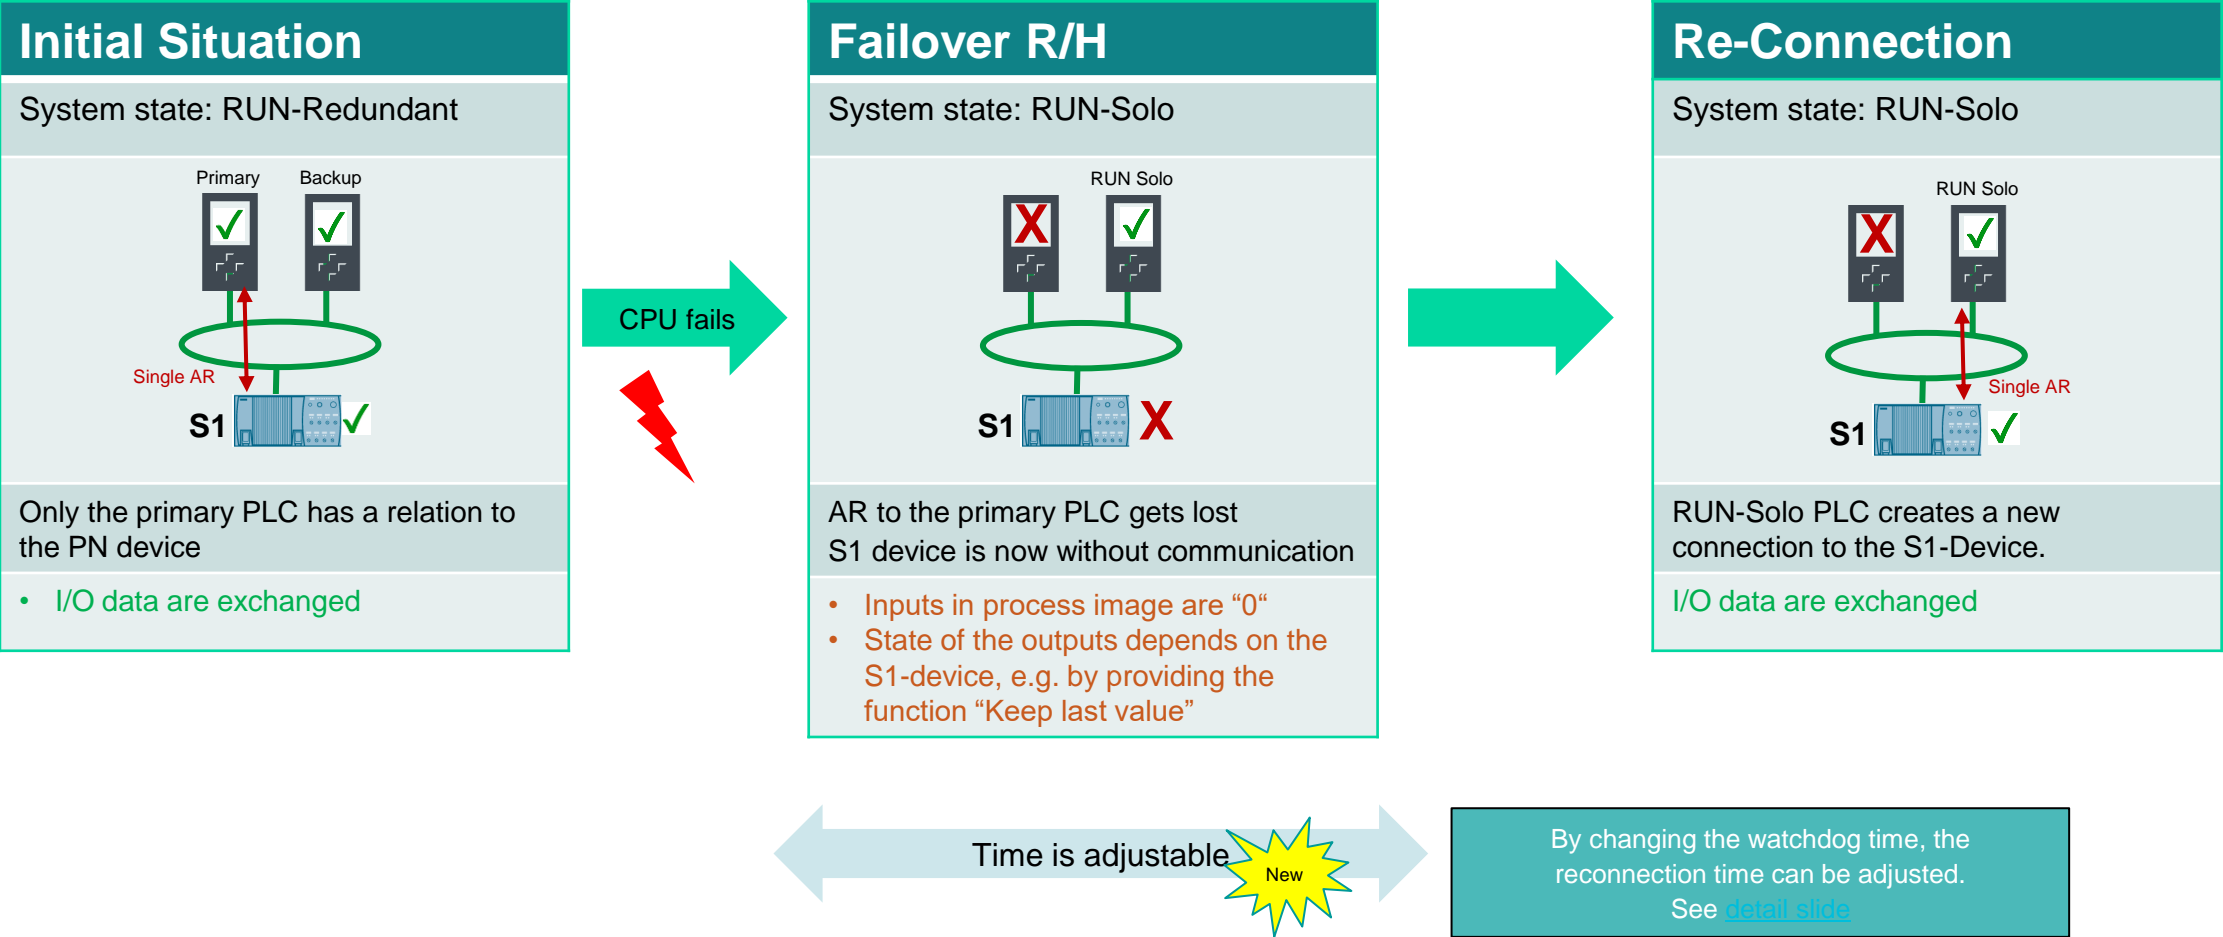 Initial Situation
System state: RUN-Redundant
Primary
Backup
Single AR
S1
Only the primary PLC has a relation to
the PN device
• I/O data are exchanged
CPU fails
Failover R/H
System state: RUN-Solo
X
RUN Solo
S1
X
AR to the primary PLC gets lost
S1 device is now without communication
• Inputs in process image are “0“
• State of the outputs depends on the
S1-device, e.g. by providing the
function “Keep last value”
Re-Connection
System state: RUN-Solo
X
RUN Solo
Single AR
S1
RUN-Solo PLC creates a new
connection to the S1-Device.
I/O data are exchanged
Time is adjustable
New
By changing the watchdog time, the
reconnection time can be adjusted.
See detail slide